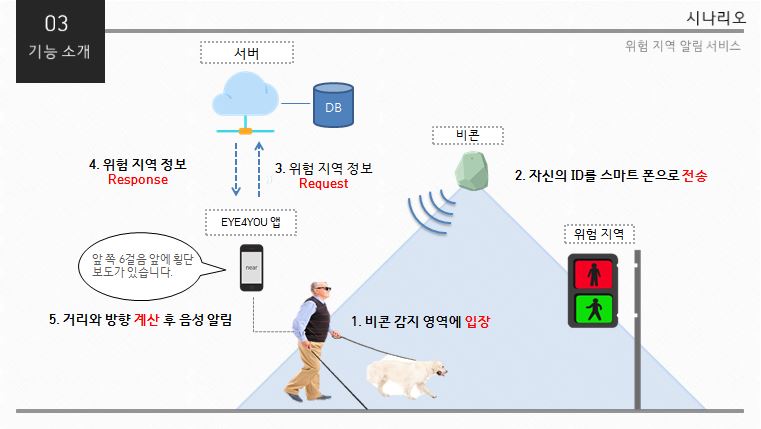 03
기능 소개
시나리오
위험 지역 알림 서비스
서버
DB
비콘
4. 위험 지역 정보
Response
3. 위험 지역 정보
Request
2. 자신의 ID를 스마트 폰으로 전송
EYE4YOU 앱
위험 지역
앞 쪽 6걸음 앞에 횡단
보도가 있습니다.
near
5. 거리와 방향 계산 후 음성 알림
1. 비콘 감지 영역에 입장